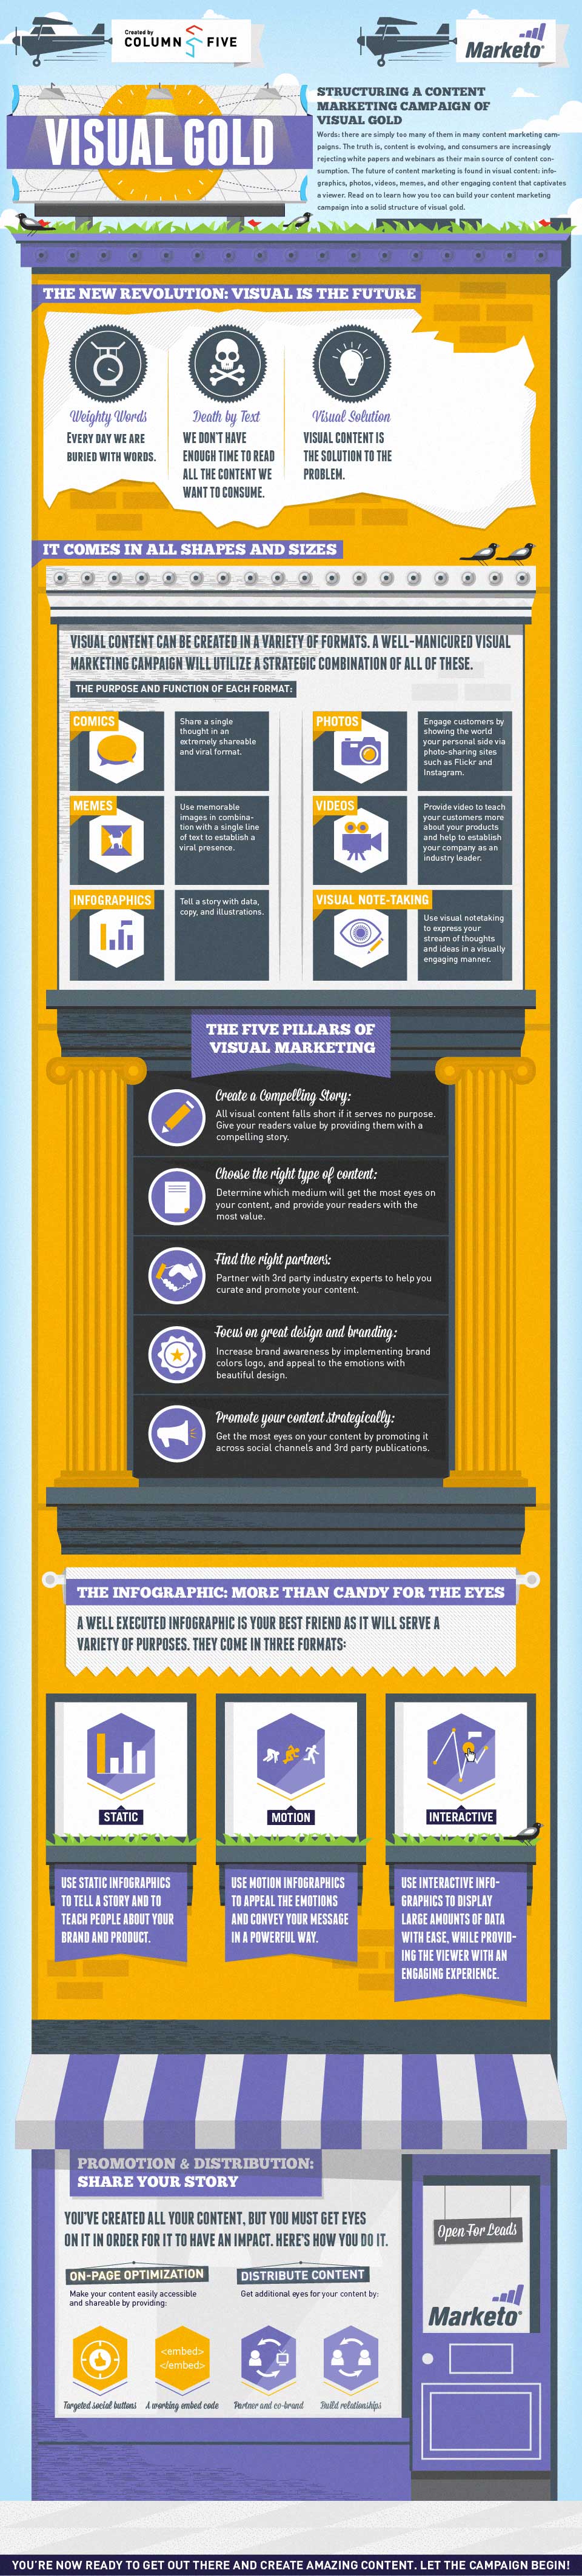 Created by
COLUMN FIVE
Marketo
VISUAL GOLD
STRUCTURING A CONTENT
MARKETING CAMPAIGN OF
VISUAL GOLD
Words: there are simply too many of them in many content marketing cam-
paigns. The truth is, content is evolving, and consumers are increasingly
rejecting white papers and webinars as their main source of content con-
sumption. The future of content marketing is found in visual content: info-
graphics, photos, videos, memes, and other engaging content that captivates
a viewer. Read on to learn how you too can build your content marketing
campaign into a solid structure of visual gold.
THE NEW REVOLUTION: VISUAL IS THE FUTURE
Weighty Words
EVERY DAY WE ARE
BURIED WITH WORDS.
Death by Text
WE DON'T HAVE
ENOUGH TIME TO READ
ALL THE CONTENT WE
WANT TO CONSUME.
Visual Solution
VISUAL CONTENT IS
THE SOLUTION TO THE
PROBLEM.
IT COMES IN ALL SHAPES AND SIZES
VISUAL CONTENT CAN BE CREATED IN A VARIETY OF FORMATS. A WELL-MANICURED VISUAL
MARKETING CAMPAIGN WILL UTILIZE A STRATEGIC COMBINATION OF ALL OF THESE.
THE PURPOSE AND FUNCTION OF EACH FORMAT:
COMICS
Share a single
thought in an
extremely shareable
and viral format.
PHOTOS
Engage customers by
showing the world
your personal side via
photo-sharing sites
such as Flickr and
Instagram.
MEMES
Use memorable
images in combina-
tion with a single line
of text to establish a
viral presence.
VIDEOS
Provide video to teach
your customers more
about your products
and help to establish
your company as an
industry leader.
INFOGRAPHICS
Tell a story with data,
copy, and illustrations.
VISUAL NOTE-TAKING
Use visual notetaking
to express your
stream of thoughts
and ideas in a visually
engaging manner.
THE FIVE PILLARS OF
VISUAL MARKETING
Create a Compelling Story:
All visual content falls short if it serves no purpose.
Give your readers value by providing them with a
compelling story.
Choose the right type of content:
Determine which medium will get the most eyes on
your content, and provide your readers with the
most value.
Find the right partners:
Partner with 3rd party industry experts to help you
curate and promote your content.
Focus on great design and branding:
Increase brand awareness by implementing brand
colors logo, and appeal to the emotions with
beautiful design.
Promote your content strategically:
Get the most eyes on your content by promoting it
across social channels and 3rd party publications.
THE INFOGRAPHIC: MORE THAN CANDY FOR THE EYES
A WELL EXECUTED INFOGRAPHIC IS YOUR BEST FRIEND AS IT WILL SERVE A
VARIETY OF PURPOSES. THEY COME IN THREE FORMATS:
STATIC
USE STATIC INFOGRAPHICS
TO TELL A STORY AND TO
TEACH PEOPLE ABOUT YOUR
BRAND AND PRODUCT.
MOTION
USE MOTION INFOGRAPHICS
TO APPEAL THE EMOTIONS
AND CONVEY YOUR MESSAGE
IN A POWERFUL WAY.
INTERACTIVE
USE INTERACTIVE INFO-
GRAPHICS TO DISPLAY
LARGE AMOUNTS OF DATA
WITH EASE, WHILE PROVID-
ING THE VIEWER WITH AN
ENGAGING EXPERIENCE.
PROMOTION & DISTRIBUTION:
SHARE YOUR STORY
YOU'VE CREATED ALL YOUR CONTENT, BUT YOU MUST GET EYES
ON IT IN ORDER FOR IT TO HAVE AN IMPACT. HERE'S HOW YOU DO IT.
ON-PAGE OPTIMIZATION
Make your content easily accessible
and shareable by providing:
<embed>
</embed>
Targeted social buttons
A working embed code
DISTRIBUTE CONTENT
Get additional eyes for your content by:
Partner and co-brand
Build relationships
Open For Leads
Marketo
YOU'RE NOW READY TO GET OUT THERE AND CREATE AMAZING CONTENT. LET THE CAMPAIGN BEGIN!